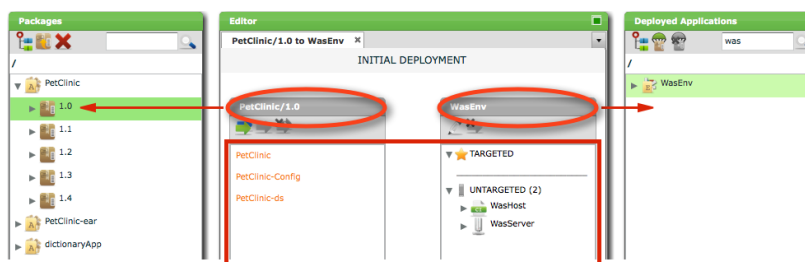 Packages
/
PetClinic
1.0
1.1
1.2
1.3
1.4
PetClinic-ear
dictionaryApp
Editor
PetClinic/1.0 to WasEnv
INITIAL DEPLOYMENT
PetClinic/1.0
PetClinic
PetClinic-Config
PetClinic-ds
WasEnv
TARGETED
UNTARGETED (2)
WasHost
WasServer
Deployed Applications
was
/
WasEnv